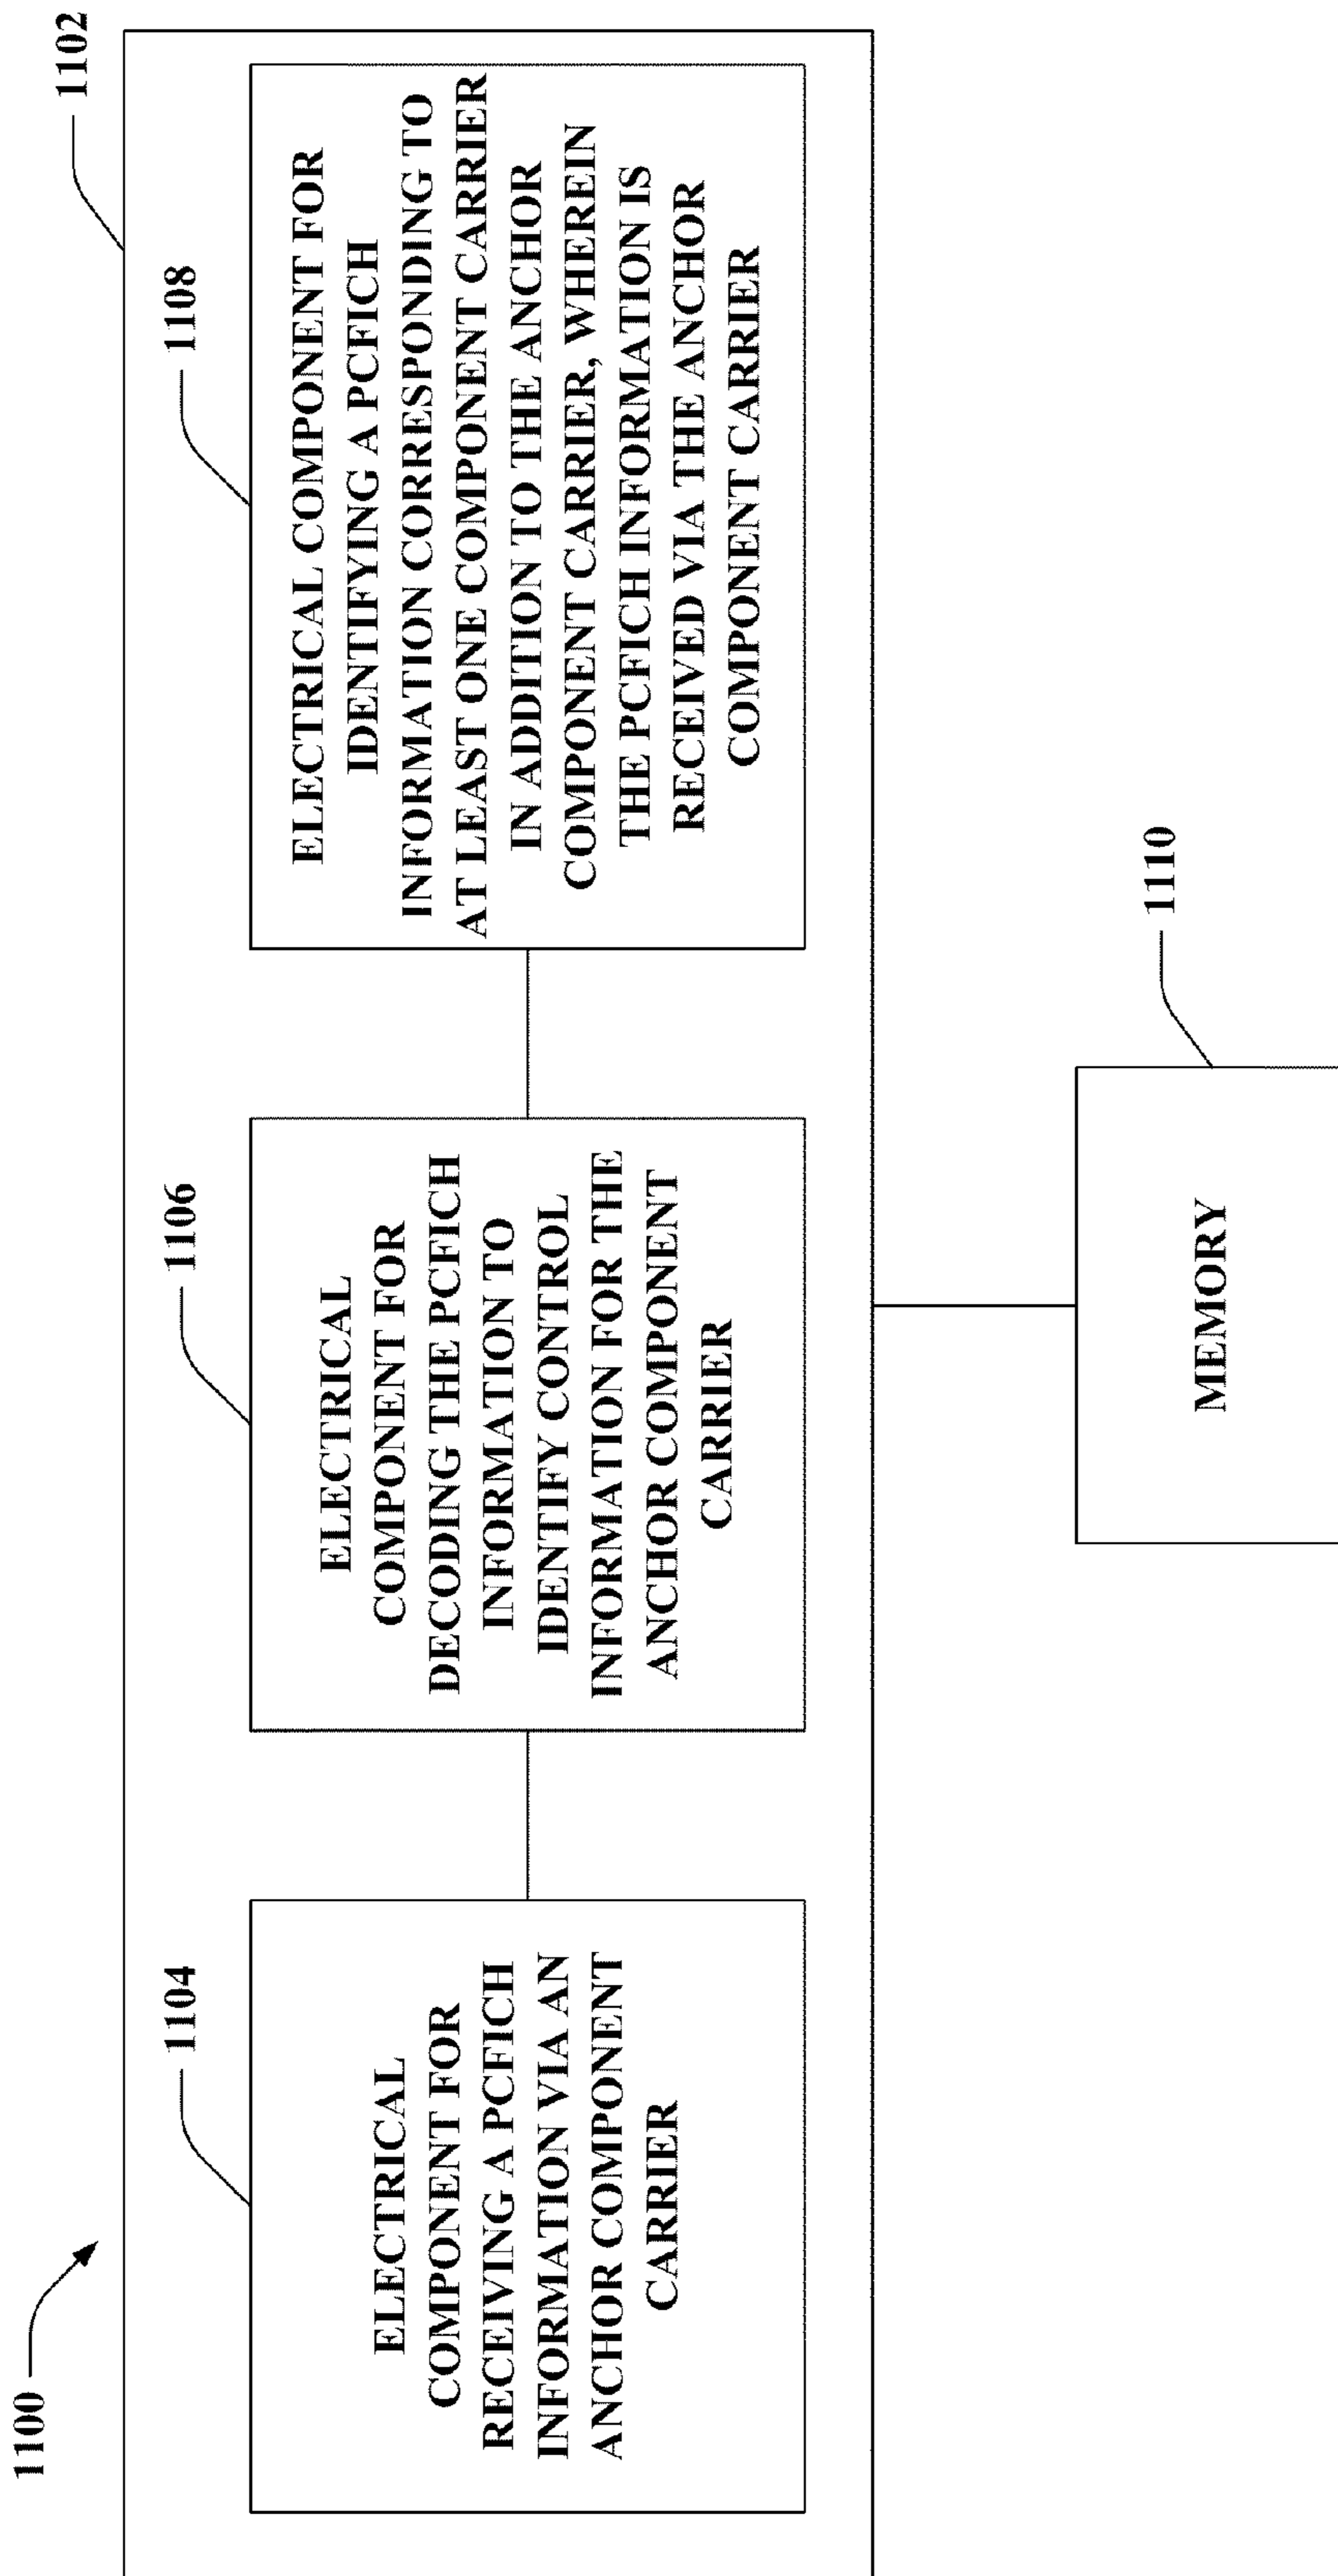 1100
1102
1104
ELECTRICAL
COMPONENT FOR
RECEIVING A PCFICH
INFORMATION VIA AN
ANCHOR COMPONENT
CARRIER
1106
ELECTRICAL
COMPONENT FOR
DECODING THE PCFICH
INFORMATION TO
IDENTIFY CONTROL
INFORMATION FOR THE
ANCHOR COMPONENT
CARRIER
1108
ELECTRICAL COMPONENT FOR
IDENTIFYING A PCFICH
INFORMATION CORRESPONDING TO
AT LEAST ONE COMPONENT CARRIER
IN ADDITION TO THE ANCHOR
COMPONENT CARRIER, WHEREIN
THE PCFICH INFORMATION IS
RECEIVED VIA THE ANCHOR
COMPONENT CARRIER
1110
MEMORY